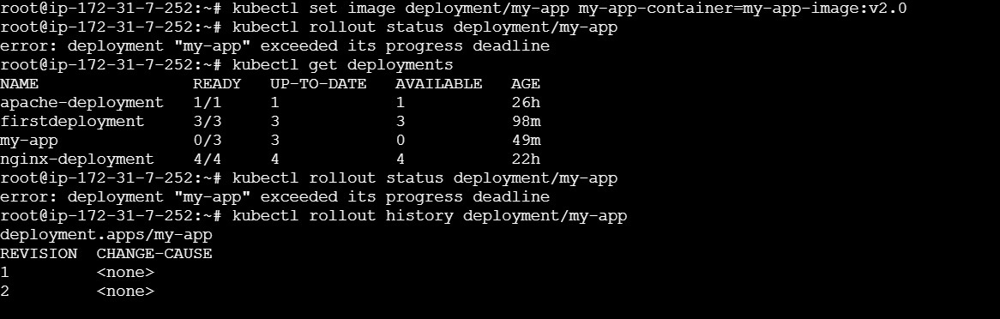 root@ip-172-31-7-252:~# kubectl set image deployment/my-app my-app-container=my-app-image:v2.0
root@ip-172-31-7-252:~# kubectl rollout status deployment/my-app
error: deployment "my-app" exceeded its progress deadline
root@ip-172-31-7-252:~# kubectl get deployments
NAME                READY   UP-TO-DATE   AVAILABLE   AGE
apache-deployment   1/1     1            1           26h
firstdeployment     3/3     3            3           98m
my-app              0/3     3            0           49m
nginx-deployment    4/4     4            4           22h
root@ip-172-31-7-252:~# kubectl rollout status deployment/my-app
error: deployment "my-app" exceeded its progress deadline
root@ip-172-31-7-252:~# kubectl rollout history deployment/my-app
deployment.apps/my-app
REVISION  CHANGE-CAUSE
1         <none>
2         <none>